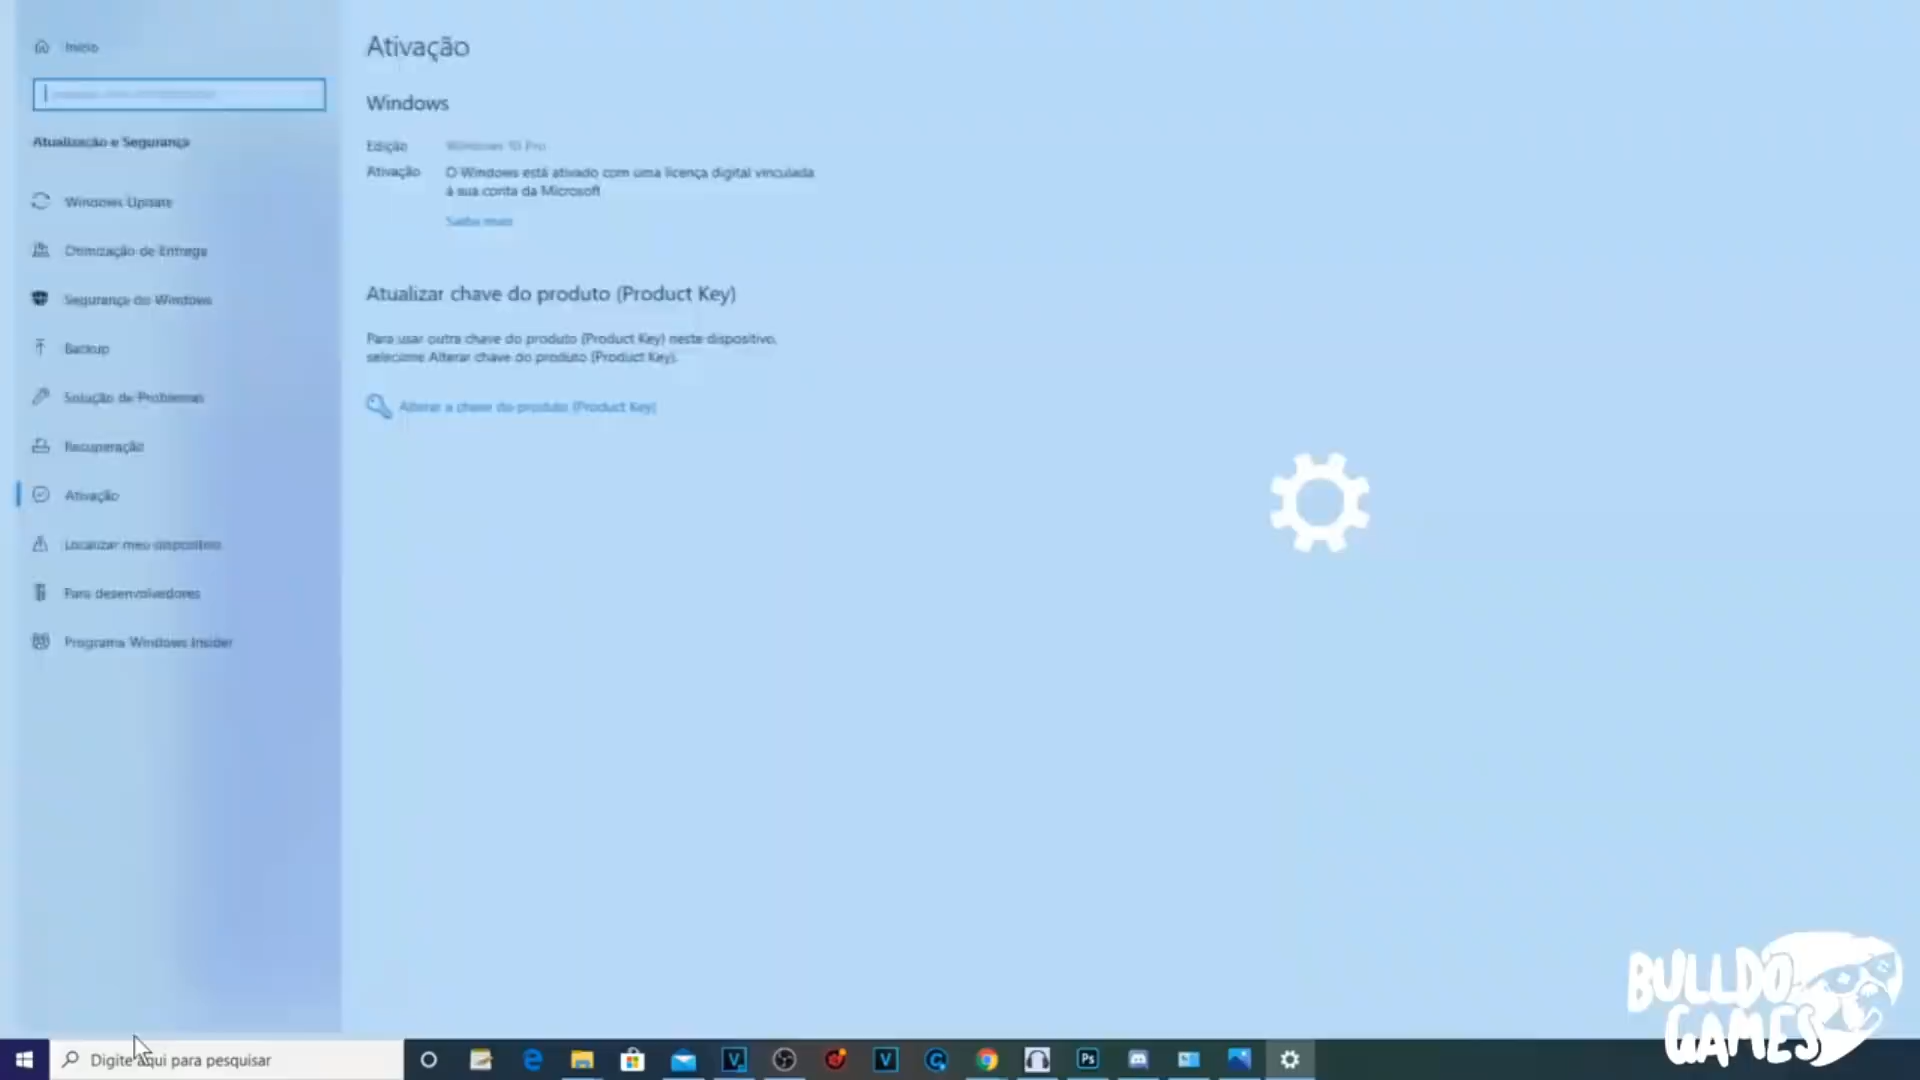 Início
Atualização e Segurança
Windows Update
Otimização de Entrega
Segurança do Windows
Backup
Solução de Problemas
Recuperação
Ativação
Localizar meu dispositivo
Para desenvolvedores
Programa Windows Insider
Ativação
Windows
Edição Windows 10 Pro
Ativação O Windows está ativado com uma licença digital vinculada
à sua conta da Microsoft
Saiba mais
Atualizar chave do produto (Product Key)
Para usar outra chave do produto (Product Key) neste dispositivo,
selecione Alterar chave do produto (Product Key).
Alterar a chave do produto (Product Key)
Digite aqui para pesquisar
Ps
BULLDOG
GAMES